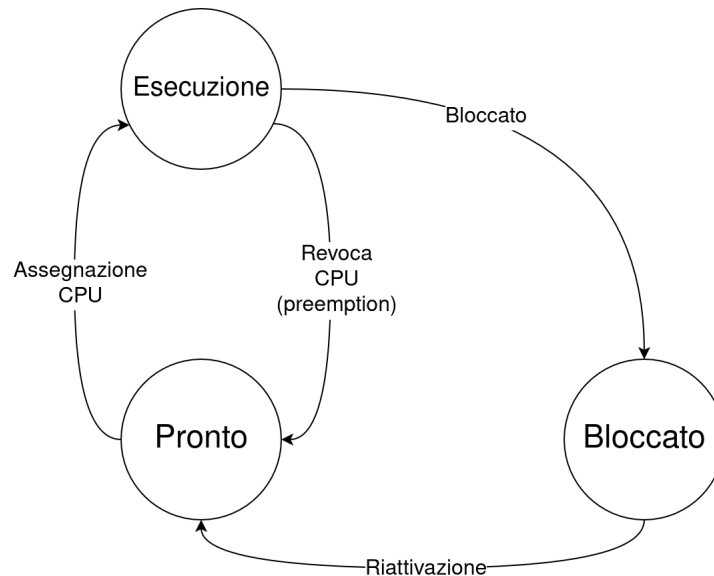 Esecuzione
Bloccato
Revoca
CPU
(preemption)
Assegnazione
CPU
Pronto
Bloccato
Riattivazione